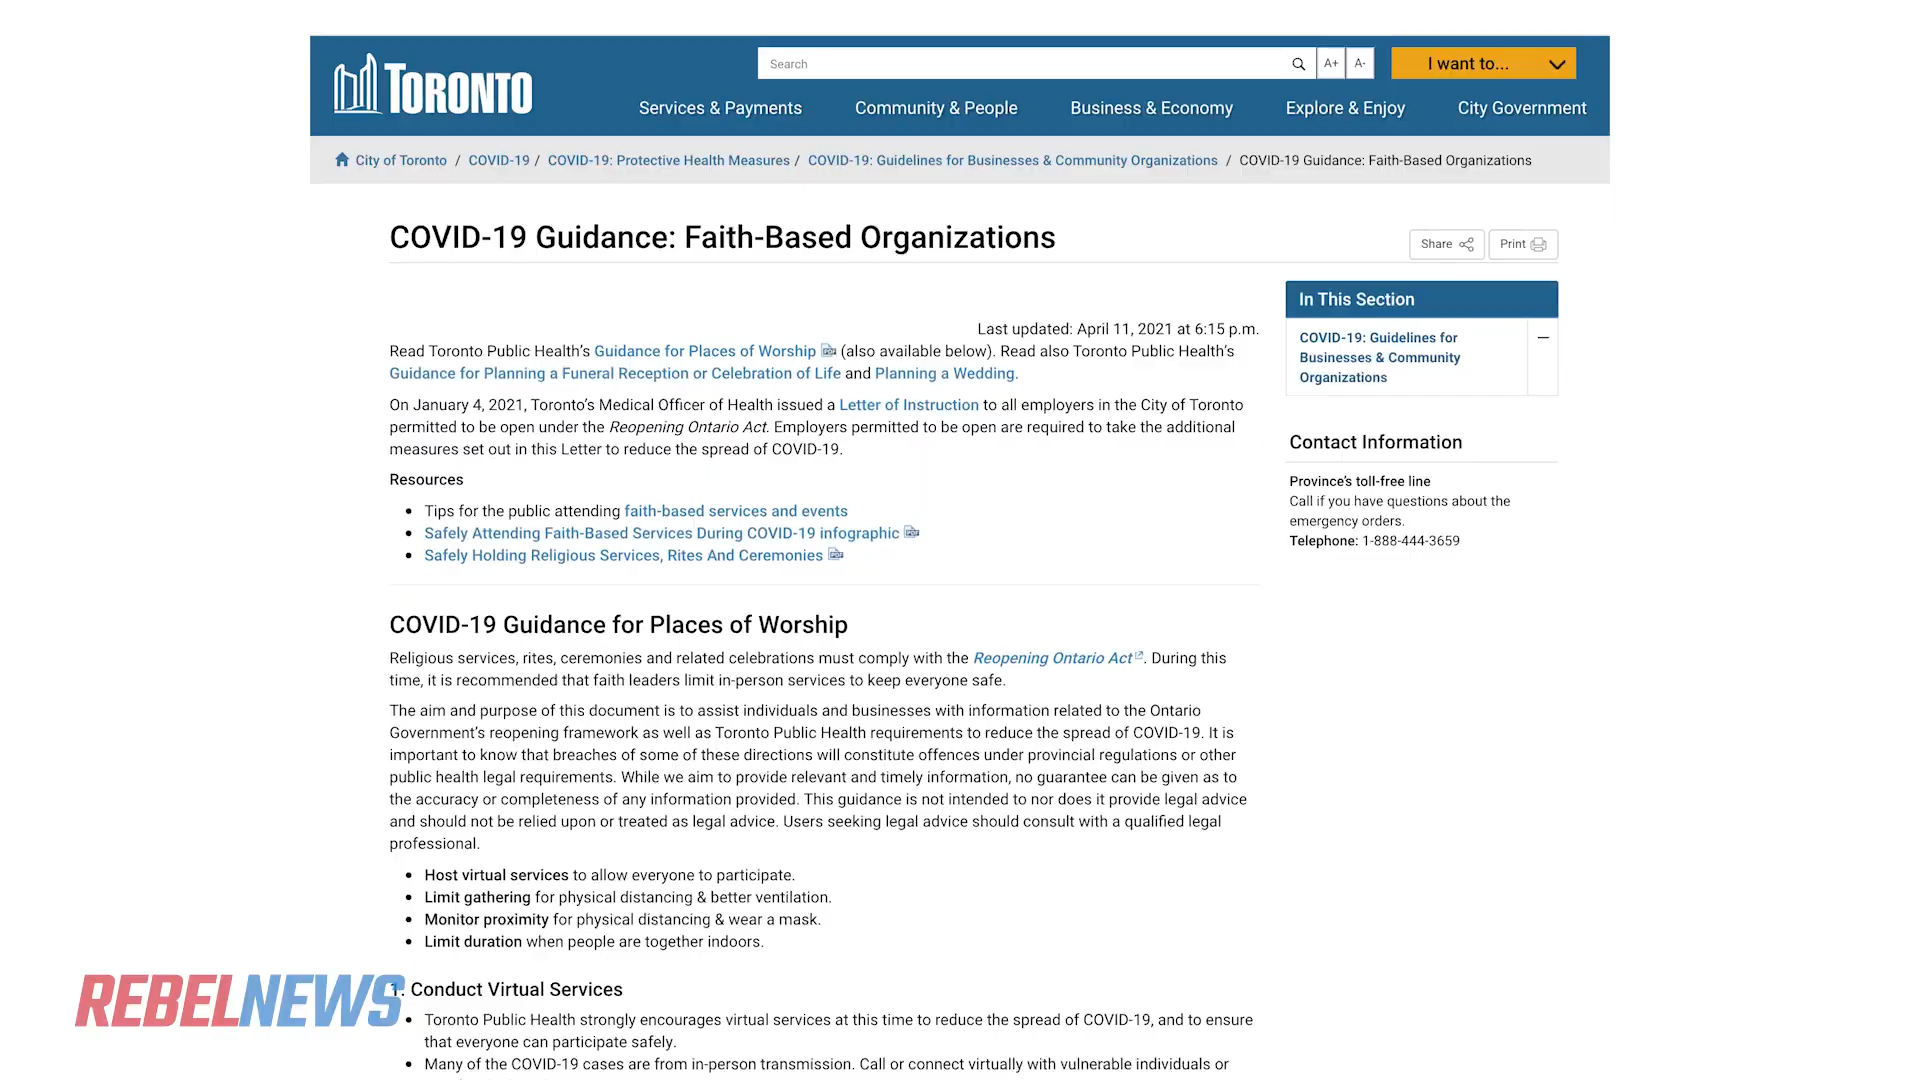 TORONTO
Search
A+
A-
I want to...
Services & Payments
Community & People
Business & Economy
Explore & Enjoy
City Government
City of Toronto / COVID-19 / COVID-19: Protective Health Measures / COVID-19: Guidelines for Businesses & Community Organizations / COVID-19 Guidance: Faith-Based Organizations
COVID-19 Guidance: Faith-Based Organizations
Share
Print
Last updated: April 11, 2021 at 6:15 p.m.
Read Toronto Public Health's Guidance for Places of Worship (also available below). Read also Toronto Public Health's
Guidance for Planning a Funeral Reception or Celebration of Life and Planning a Wedding.
On January 4, 2021, Toronto's Medical Officer of Health issued a Letter of Instruction to all employers in the City of Toronto
permitted to be open under the Reopening Ontario Act. Employers permitted to be open are required to take the additional
measures set out in this Letter to reduce the spread of COVID-19.
Resources
• Tips for the public attending faith-based services and events
• Safely Attending Faith-Based Services During COVID-19 infographic
• Safely Holding Religious Services, Rites And Ceremonies
In This Section
COVID-19: Guidelines for
Businesses & Community
Organizations
Contact Information
Province's toll-free line
Call if you have questions about the
emergency orders.
Telephone: 1-888-444-3659
COVID-19 Guidance for Places of Worship
Religious services, rites, ceremonies and related celebrations must comply with the Reopening Ontario Act. During this
time, it is recommended that faith leaders limit in-person services to keep everyone safe.
The aim and purpose of this document is to assist individuals and businesses with information related to the Ontario
Government's reopening framework as well as Toronto Public Health requirements to reduce the spread of COVID-19. It is
important to know that breaches of some of these directions will constitute offences under provincial regulations or other
public health legal requirements. While we aim to provide relevant and timely information, no guarantee can be given as to
the accuracy or completeness of any information provided. This guidance is not intended to nor does it provide legal advice
and should not be relied upon or treated as legal advice. Users seeking legal advice should consult with a qualified legal
professional.
• Host virtual services to allow everyone to participate.
• Limit gathering for physical distancing & better ventilation.
• Monitor proximity for physical distancing & wear a mask.
• Limit duration when people are together indoors.
1. Conduct Virtual Services
• Toronto Public Health strongly encourages virtual services at this time to reduce the spread of COVID-19, and to ensure
that everyone can participate safely.
• Many of the COVID-19 cases are from in-person transmission. Call or connect virtually with vulnerable individuals or
REBELNEWS